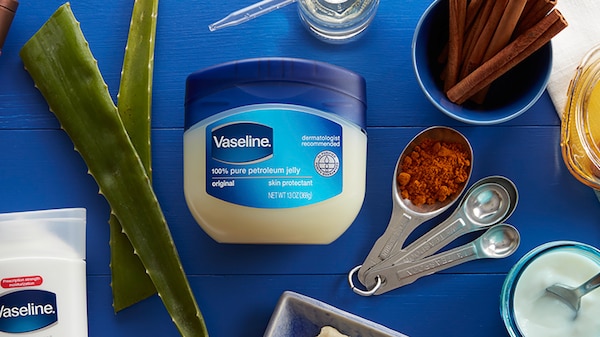 Vaseline.
dermatologist
recommended
100% pure petroleum jelly
original
skin protectant
NET WT 13 OZ (368g)
Prescription strength
moisturization
Vaseline.